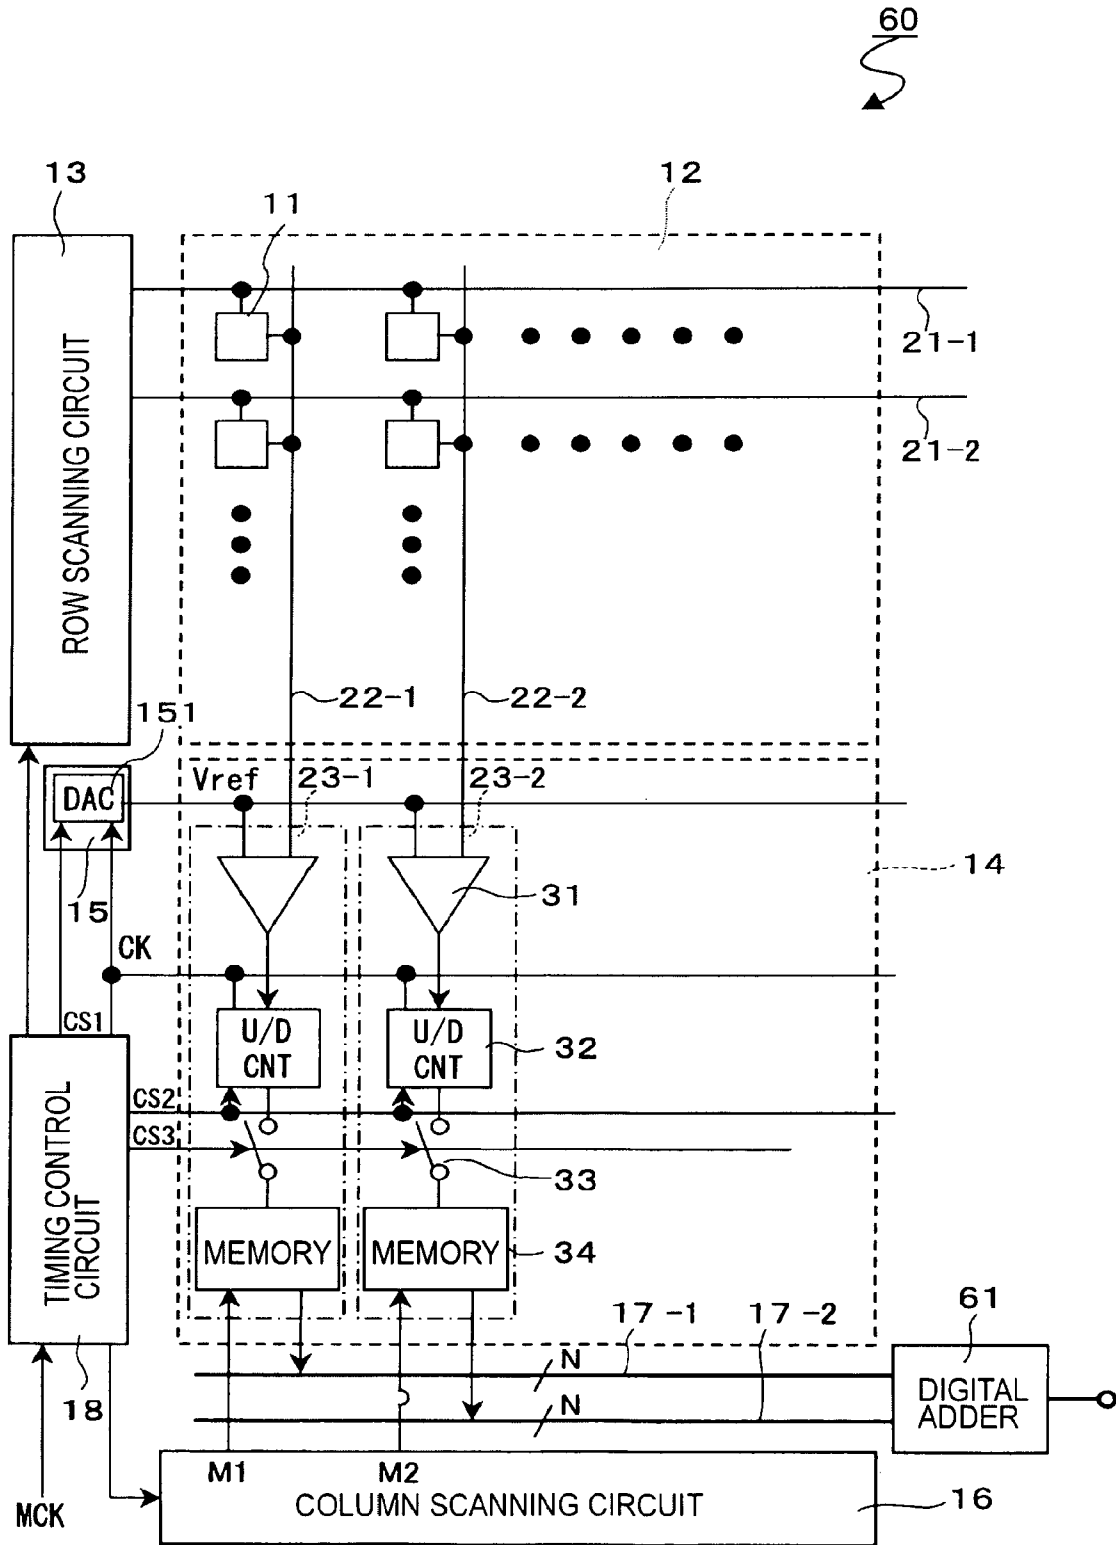 60
13
12
11
ROW SCANNING CIRCUIT
21-1
21-2
22-1
22-2
151
Vref
23-1
23-2
DAC
14
15
31
CK
CS1
U/D
CNT
U/D
CNT
32
CS2
CS3
33
TIMING CONTROL
CIRCUIT
MEMORY
MEMORY
34
17-1
17-2
61
N
N
DIGITAL
ADDER
18
M1
M2
MCK
COLUMN SCANNING CIRCUIT
16